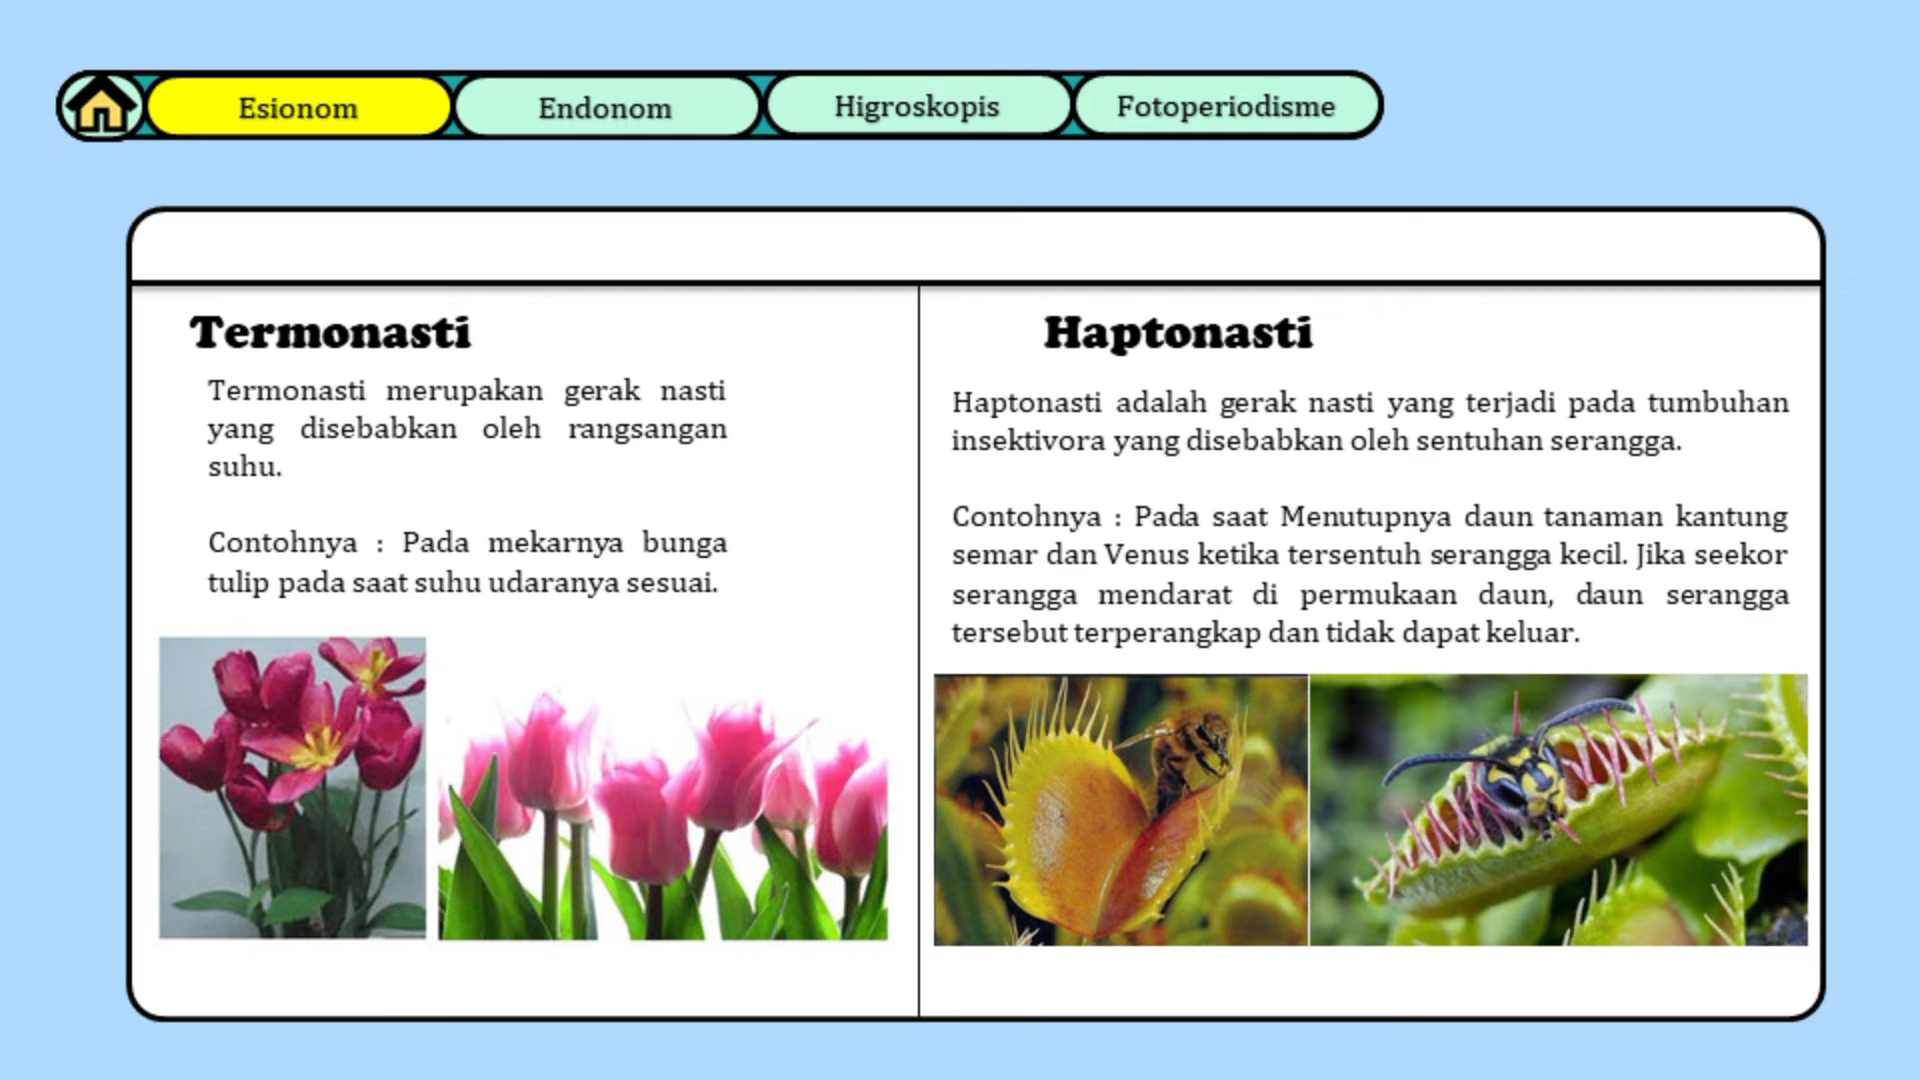 Esionom
Endonom
Higroskopis
Fotoperiodisme
Termonasti
Termonasti merupakan gerak nasti
yang disebabkan oleh rangsangan
suhu.
Contohnya : Pada mekarnya bunga
tulip pada saat suhu udaranya sesuai.
Haptonasti
Haptonasti adalah gerak nasti yang terjadi pada tumbuhan
insektivora yang disebabkan oleh sentuhan serangga.
Contohnya : Pada saat Menutupnya daun tanaman kantung
semar dan Venus ketika tersentuh serangga kecil. Jika seekor
serangga mendarat di permukaan daun, daun serangga
tersebut terperangkap dan tidak dapat keluar.